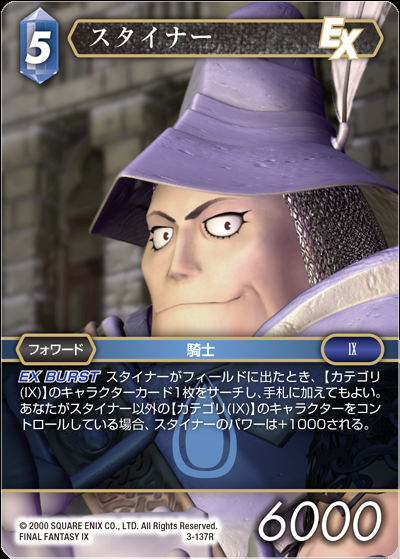 5
スタイナー
EX
フォワード
騎士
IX
EX BURST スタイナーがフィールドに出たとき、【カテゴリ
(IX)】のキャラクターカード1枚をサーチし、手札に加えてもよい。
あなたがスタイナー以外の【カテゴリ(IX)】のキャラクターをコン
トロールしている場合、スタイナーのパワーは+1000される。
© 2000 SQUARE ENIX CO., LTD. All Rights Reserved.
FINAL FANTASY IX
3-137R
6000